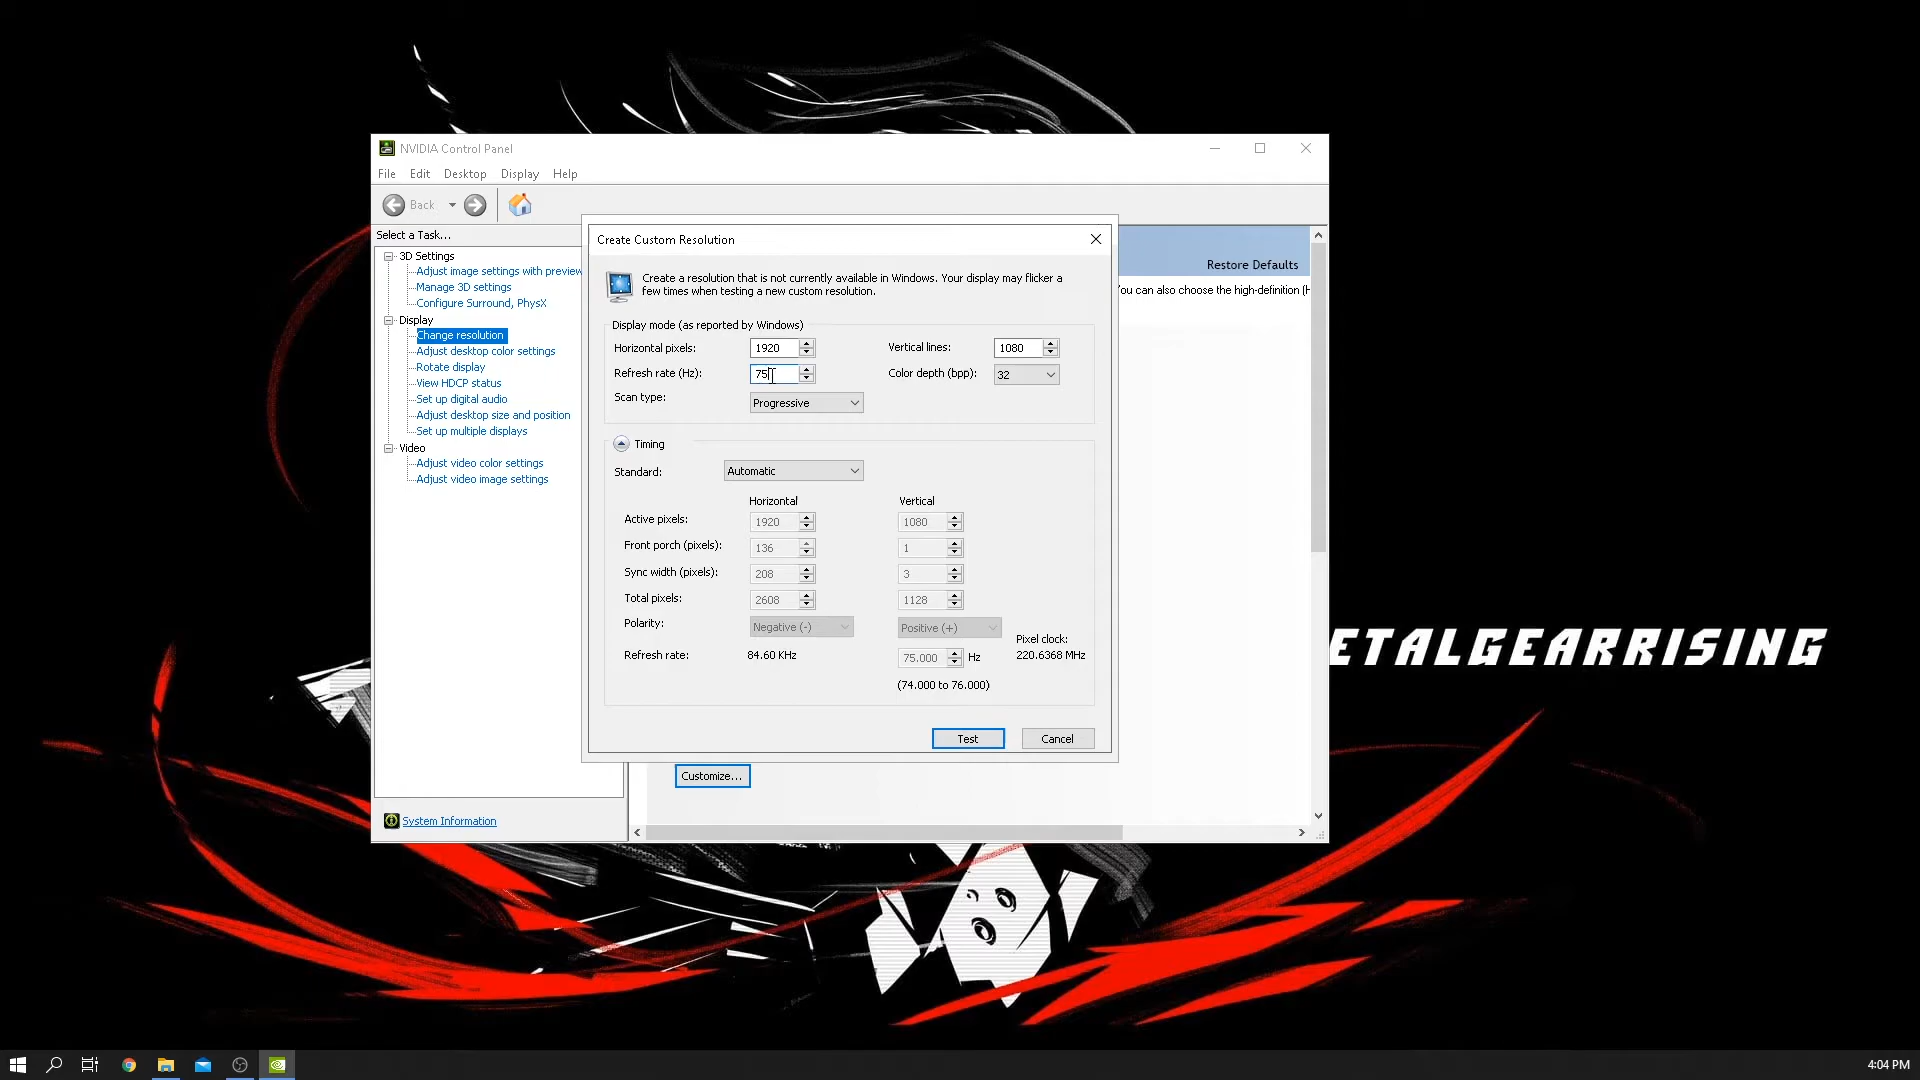 NVIDIA Control Panel
File Edit Desktop Display Help
Back
Select a Task...
3D Settings
Adjust image settings with preview
Manage 3D settings
Configure Surround, PhysX
Display
Change resolution
Adjust desktop color settings
Rotate display
View HDCP status
Set up digital audio
Adjust desktop size and position
Set up multiple displays
Video
Adjust video color settings
Adjust video image settings
System Information
Restore Defaults
You can also choose the high-definition (H
Create Custom Resolution
Create a resolution that is not currently available in Windows. Your display may flicker a
few times when testing a new custom resolution.
Display mode (as reported by Windows)
Horizontal pixels: 1920 Vertical lines: 1080
Refresh rate (Hz): 75 Color depth (bpp): 32
Scan type: Progressive
Timing
Standard: Automatic
Horizontal Vertical
Active pixels: 1920 1080
Front porch (pixels): 136 1
Sync width (pixels): 208 3
Total pixels: 2608 1128
Polarity: Negative (-) Positive (+)
Pixel clock:
Refresh rate: 84.60 KHz 75.000 Hz 220.6368 MHz
(74.000 to 76.000)
Test Cancel
Customize...
ETALGEARRISING
4:04 PM